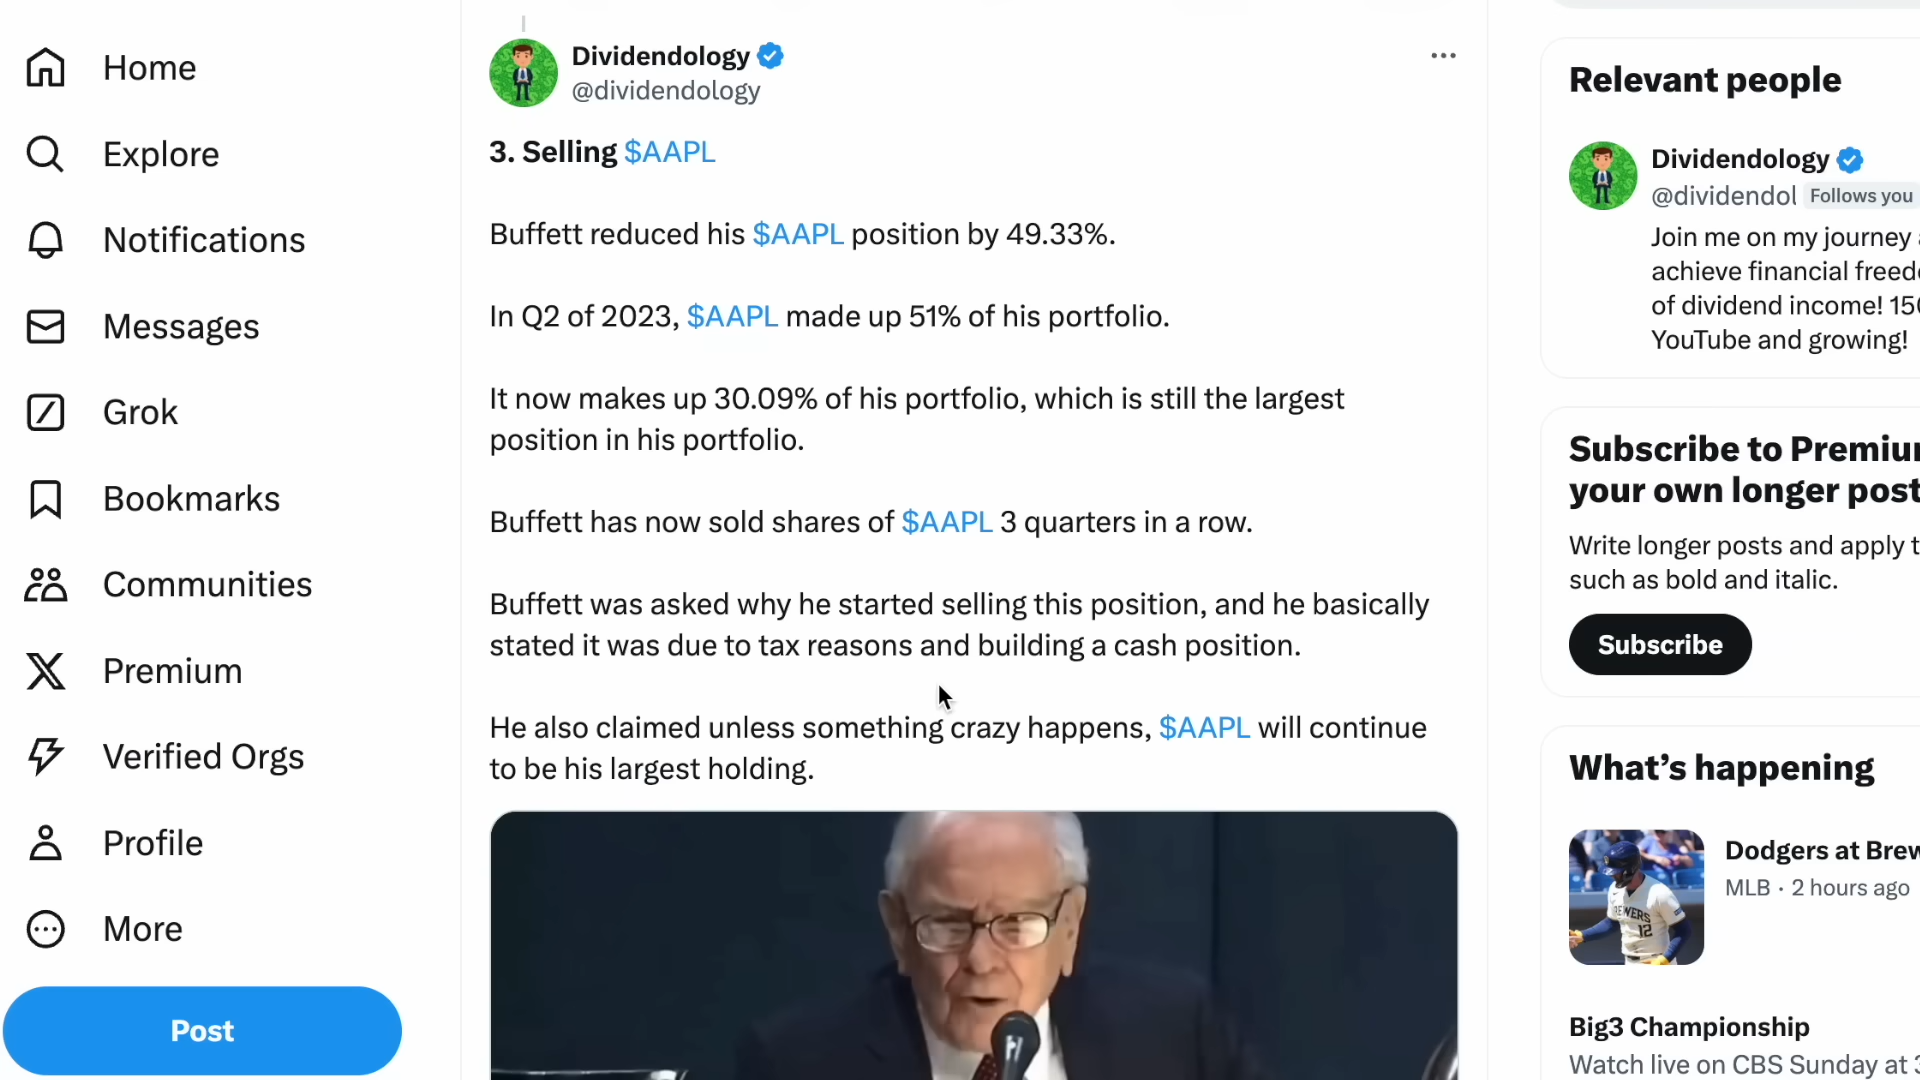 Home
Explore
Notifications
Messages
Grok
Bookmarks
Communities
Premium
Verified Orgs
Profile
More
Post
Dividendology
@dividendology
3. Selling $AAPL
Buffett reduced his $AAPL position by 49.33%.
In Q2 of 2023, $AAPL made up 51% of his portfolio.
It now makes up 30.09% of his portfolio, which is still the largest
position in his portfolio.
Buffett has now sold shares of $AAPL 3 quarters in a row.
Buffett was asked why he started selling this position, and he basically
stated it was due to tax reasons and building a cash position.
He also claimed unless something crazy happens, $AAPL will continue
to be his largest holding.
Relevant people
Dividendology
@dividendol Follows you
Join me on my journey
achieve financial
of dividend income!
YouTube and growing!
Subscribe to
your own longer
Write longer posts and apply
such as bold and italic.
Subscribe
What's happening
Dodgers at
MLB · 2 hours ago
BREWERS
12
Big3 Championship
Watch live on CBS Sunday at